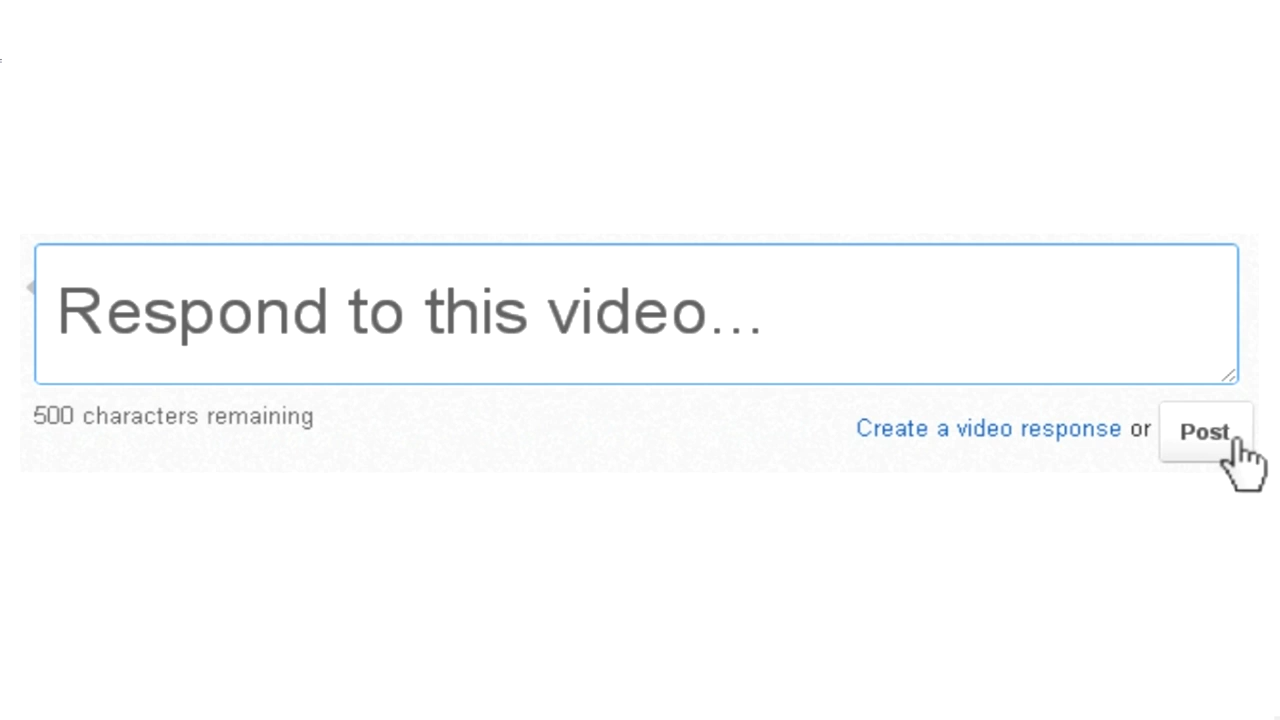 Respond to this video...
500 characters remaining
Create a video response or Post